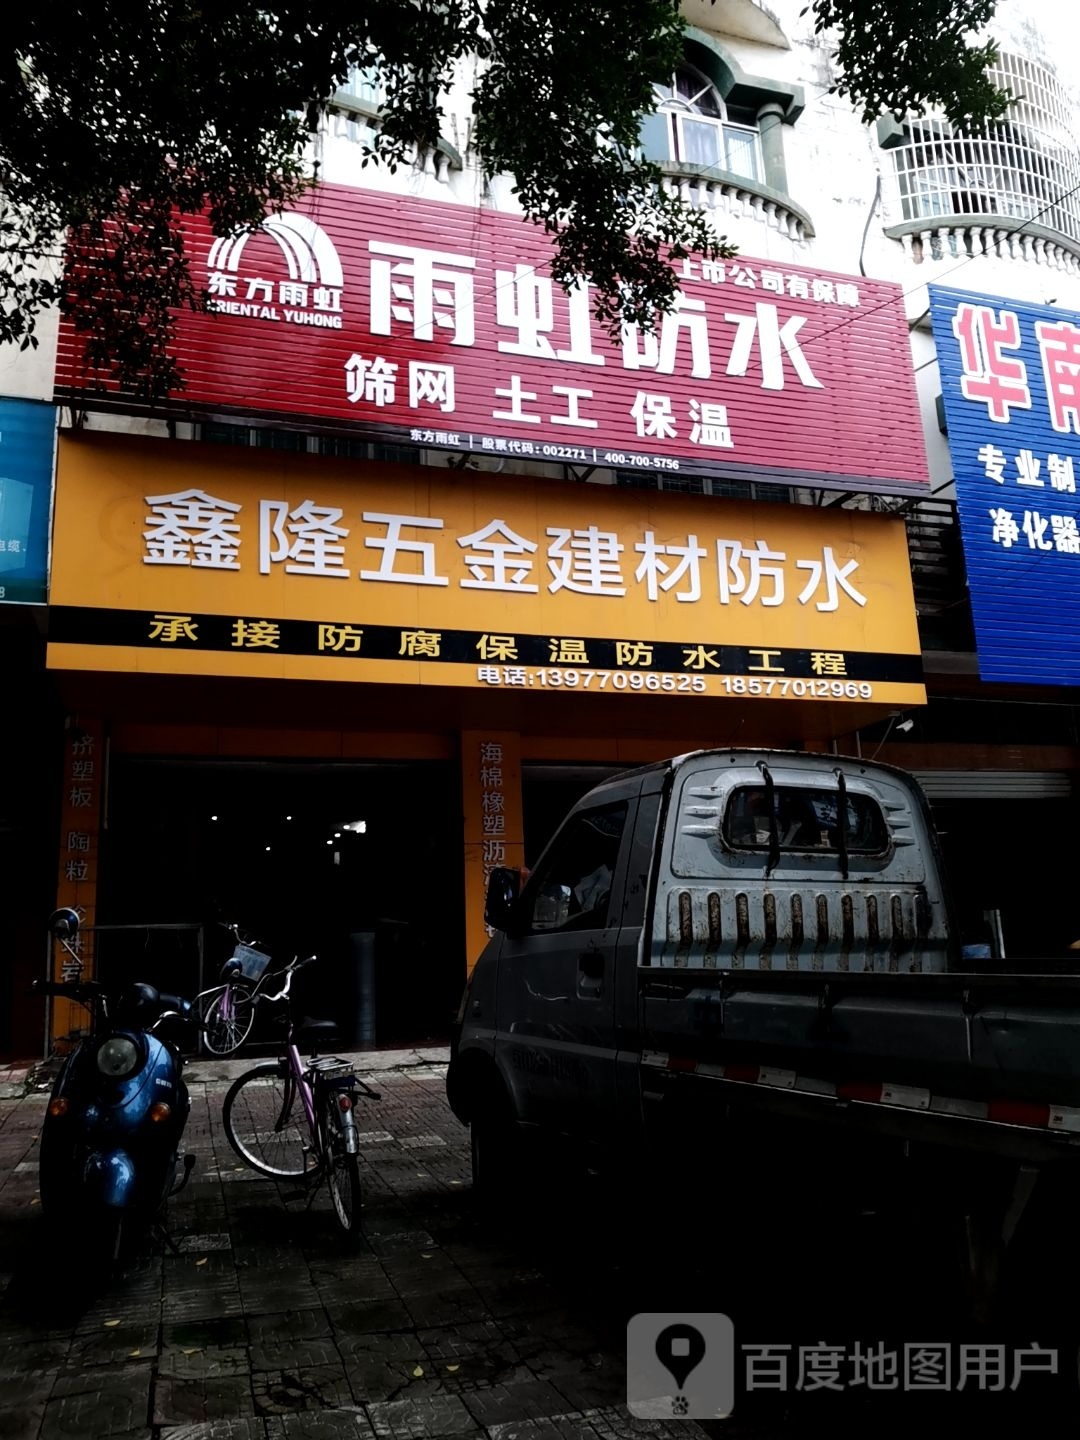 东方雨虹
ORIENTAL YUHONG
上市公司有保障
雨虹防水
筛网 土工 保温
东方雨虹 | 股票代码：002271 | 400-700-5756
鑫隆五金建材防水
承接防腐保温防水工程
电话:13977096525 18577012969
华南
专业制
净化器
电缆、
挤塑板 陶粒
海棉橡塑沥
百度地图用户